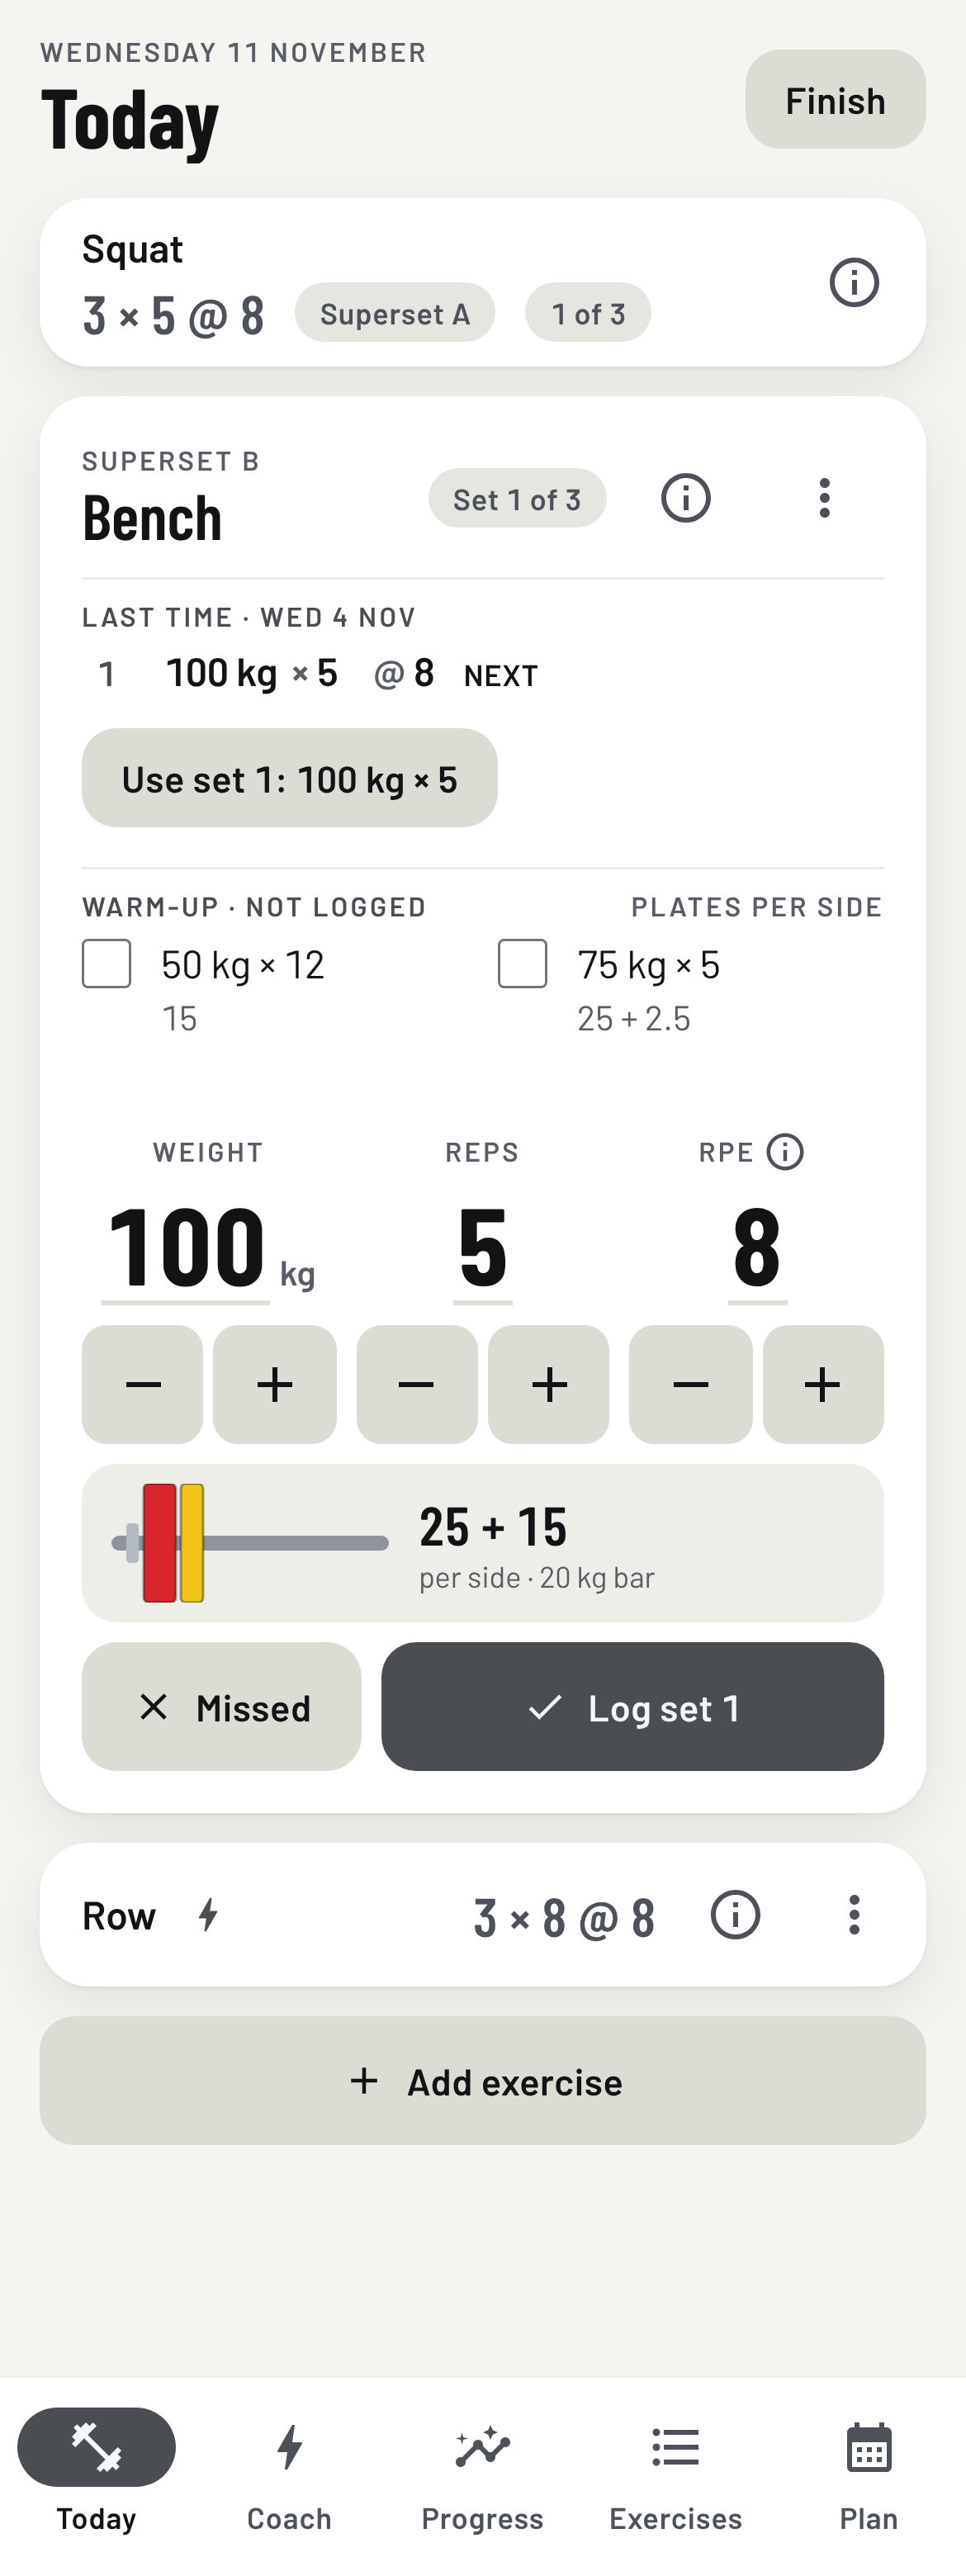 WEDNESDAY 11 NOVEMBER
Today
Finish
Squat
3 × 5 @ 8
Superset A
1 of 3
SUPERSET B
Bench
Set 1 of 3
LAST TIME · WED 4 NOV
1 100 kg × 5 @ 8 NEXT
Use set 1: 100 kg × 5
WARM-UP · NOT LOGGED
PLATES PER SIDE
50 kg × 12
15
75 kg × 5
25 + 2.5
WEIGHT
REPS
RPE
100 kg
5
8
25 + 15
per side · 20 kg bar
Missed
Log set 1
Row
3 × 8 @ 8
Add exercise
Today
Coach
Progress
Exercises
Plan